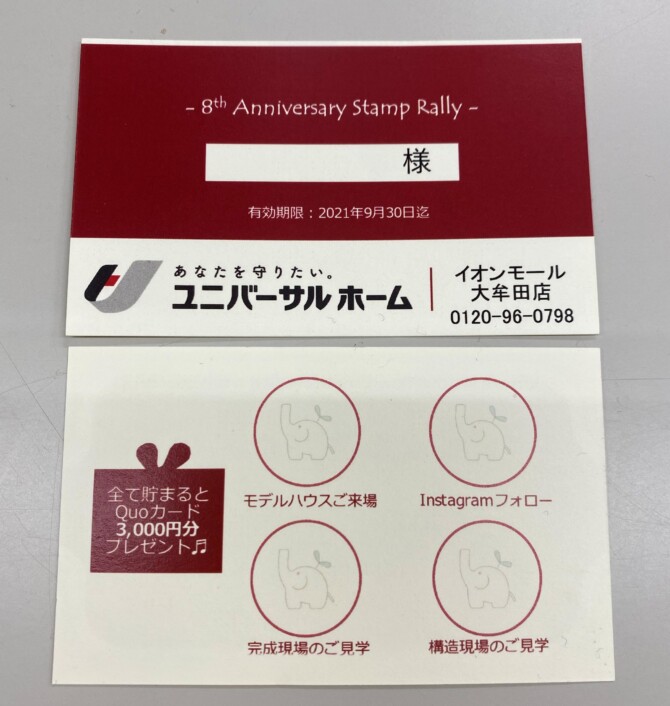 - 8th Anniversary Stamp Rally -
様
有効期限：2021年9月30日迄
あなたを守りたい。
ユニバーサル ホーム
イオンモール
大牟田店
0120-96-0798
全て貯まると
Quoカード
3,000円分
プレゼント♬
モデルハウスご来場
Instagramフォロー
完成現場のご見学
構造現場のご見学